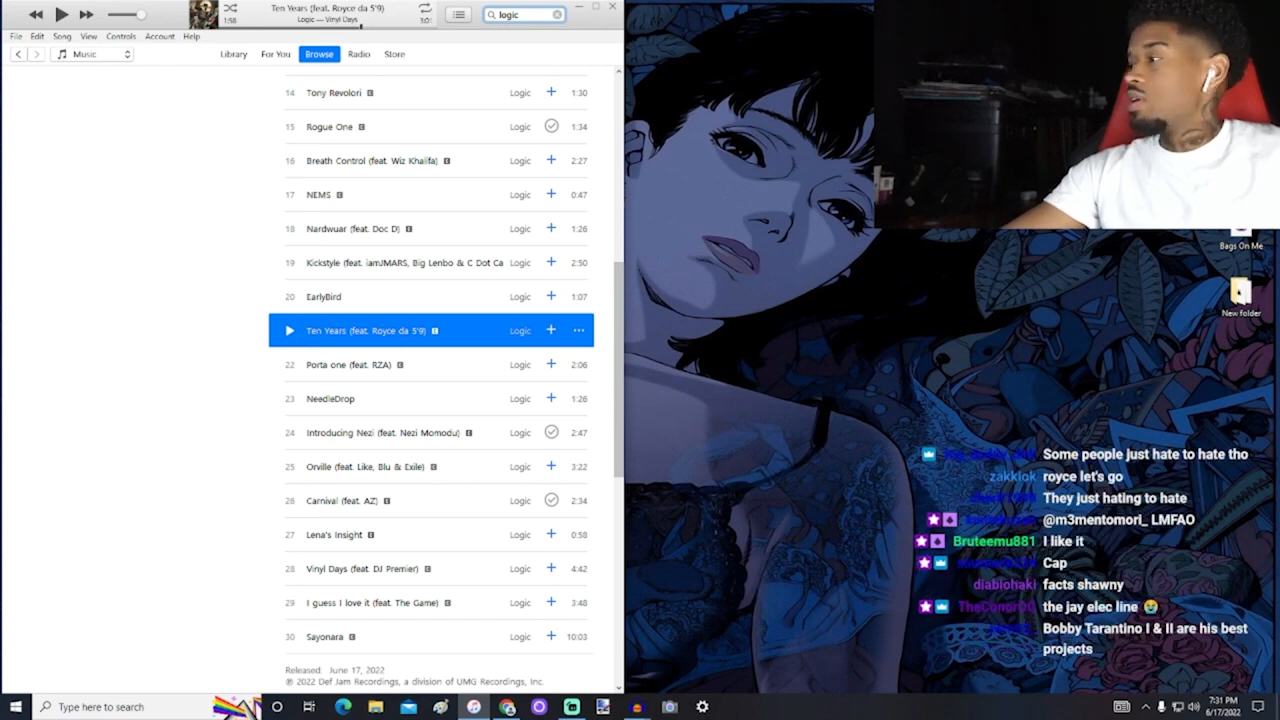 Ten Years (feat. Royce da 5'9)
logic
1:58
Logic — Vinyl Days
3:01
File Edit Song View Controls Account Help
Music
Library For You Browse Radio Store
14 Tony Revolori E Logic + 1:30
15 Rogue One E Logic 1:34
16 Breath Control (feat. Wiz Khalifa) E Logic + 2:27
17 NEMS E Logic + 0:47
18 Nardwuar (feat. Doc D) E Logic + 1:26
19 Kickstyle (feat. iamJMARS, Big Lenbo & C Dot Ca Logic + 2:50
20 EarlyBird Logic + 1:07
Ten Years (feat. Royce da 5'9) E Logic + ...
22 Porta one (feat. RZA) E Logic + 2:06
23 NeedleDrop Logic + 1:26
24 Introducing Nezi (feat. Nezi Momodu) E Logic 2:47
25 Orville (feat. Like, Blu & Exile) E Logic + 3:22
26 Carnival (feat. AZ) E Logic 2:34
27 Lena's Insight E Logic + 0:58
28 Vinyl Days (feat. DJ Premier) E Logic + 4:42
29 I guess I love it (feat. The Game) E Logic + 3:48
30 Sayonara E Logic + 10:03
Released: June 17, 2022
℗ 2022 Def Jam Recordings, a division of UMG Recordings, Inc.
Bags On Me
New folder
Some people just hate to hate tho
zakklok royce let's go
They just hating to hate
@m3mentomori_ LMFAO
Bruteemu881 I like it
Cap
diablohaki facts shawny
TheConorOC the jay elec line 😭
Bobby Tarantino I & II are his best
projects
Type here to search
7:31 PM
6/17/2022